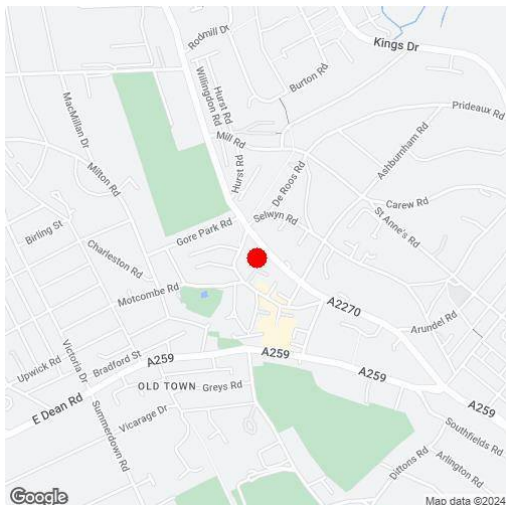 Rodmill Dr
Kings Dr
Burton Rd
Willingdon Rd
Hurst Rd
MacMillan Dr
Prideaux Rd
Mill Rd
Ashburnham Rd
Milton Rd
Hurst Rd
De Roos Rd
Carew Rd
Selwyn Rd
St Anne's Rd
Birling St
Gore Park Rd
Charleston Rd
Motcombe Rd
A2270
Arundel Rd
Victoria Dr
Bradford St
A259
A259
Upwick Rd
A259
OLD TOWN
Greys Rd
E Dean Rd
A259
Summerdown Rd
Vicarage Dr
Southfields Rd
Dittons Rd
Arlington Rd
Google
Map data ©2024